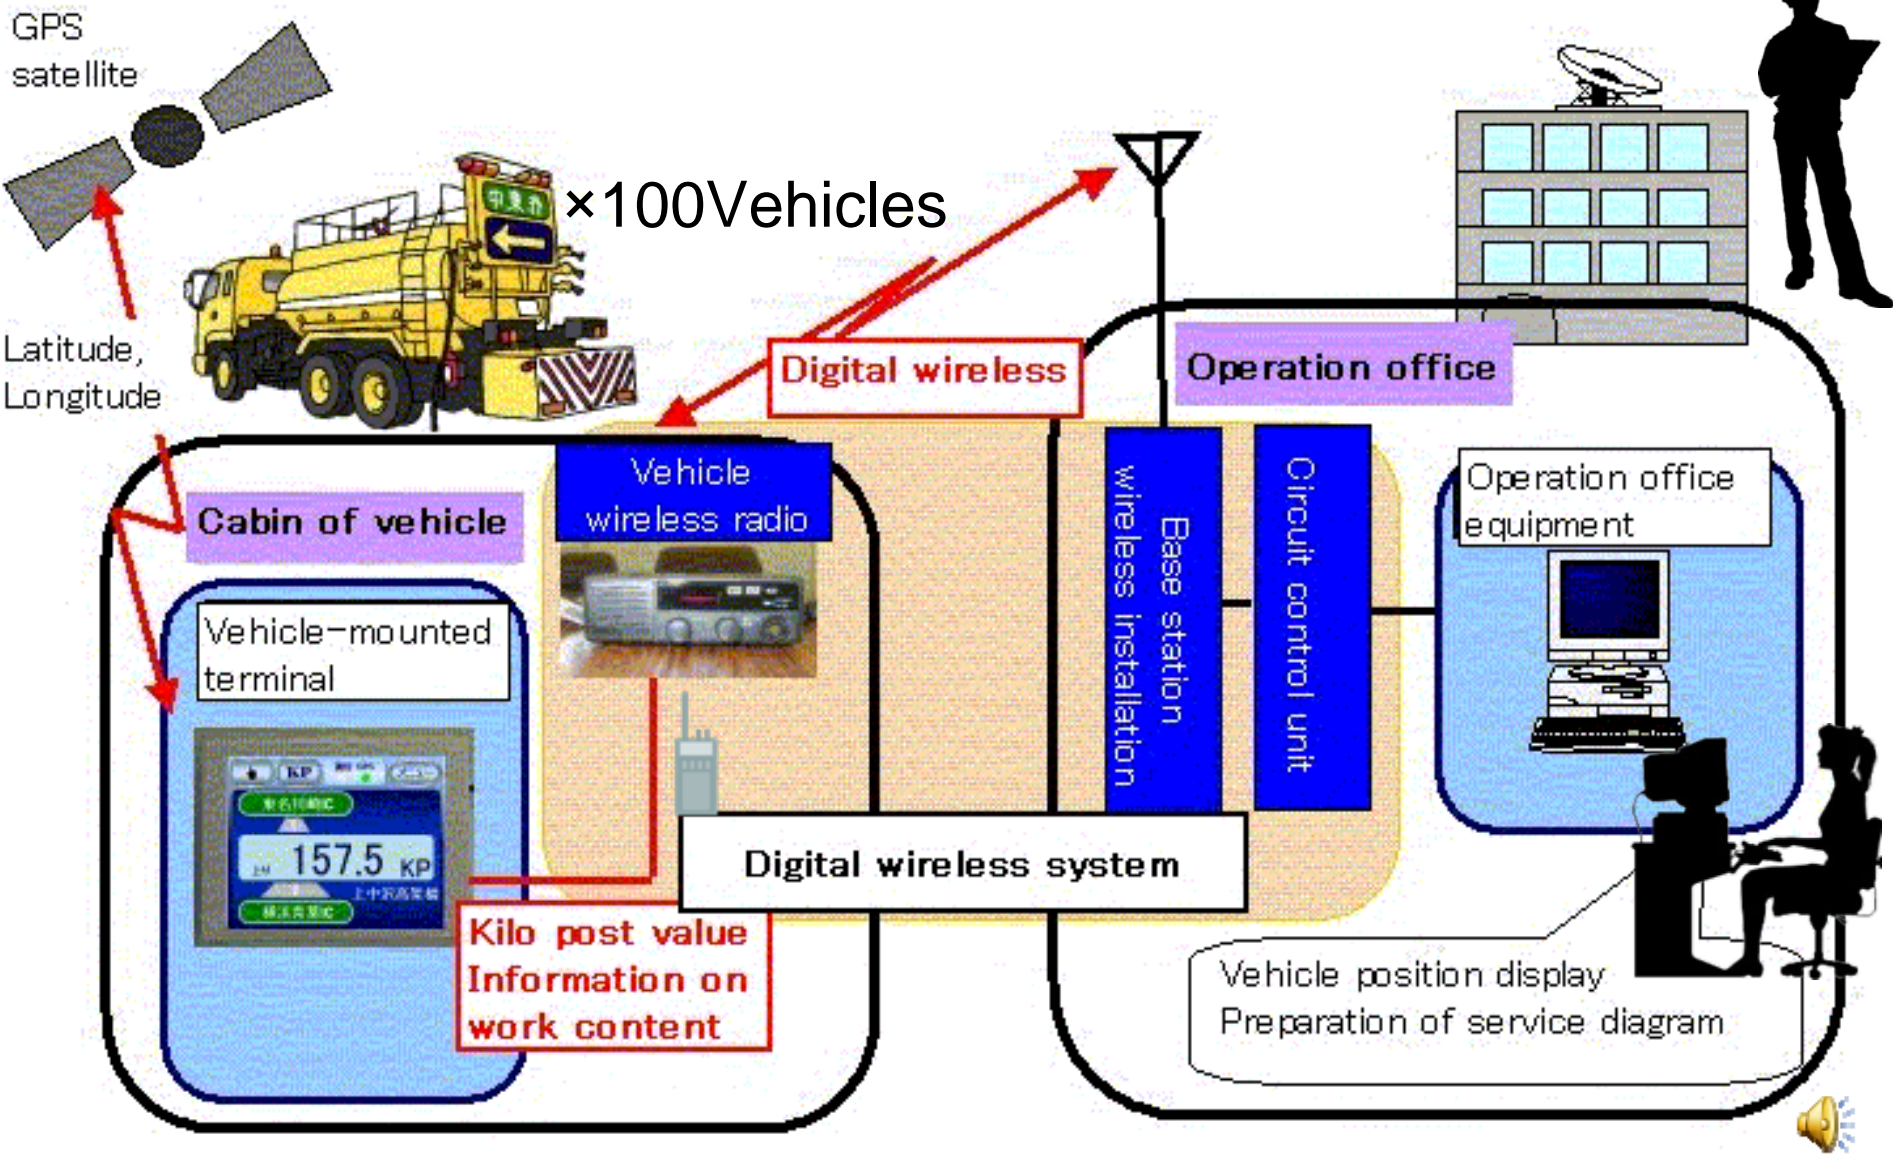 GPS
satellite
×100Vehicles
Latitude,
Longitude
Digital wireless
Operation office
Cabin of vehicle
Vehicle
wireless radio
Base station
wireless installation
Circuit control unit
Operation office
equipment
Vehicle-mounted
terminal
KP
157.5 KP
Digital wireless system
Kilo post value
Information on
work content
Vehicle position display
Preparation of service diagram